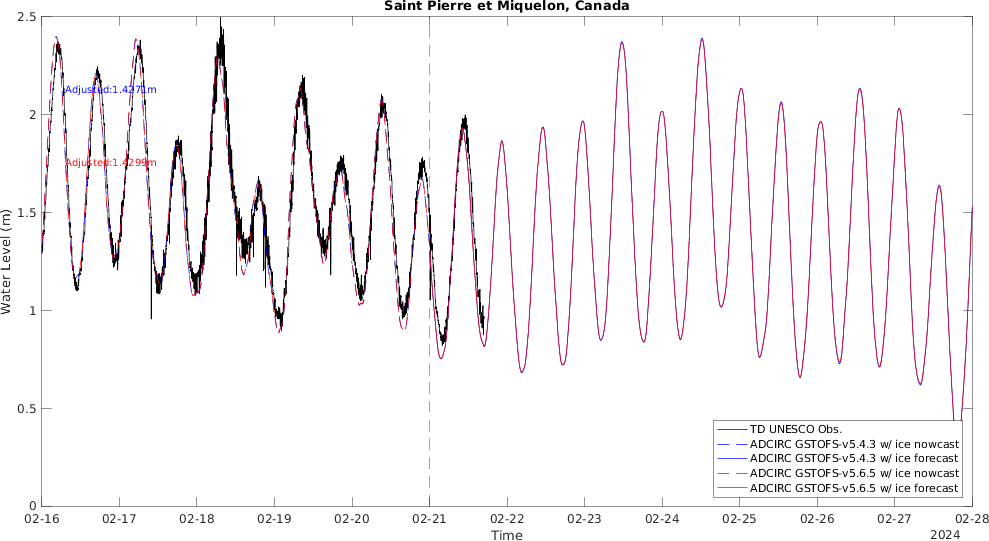 Saint Pierre et Miquelon, Canada
2.5
2
1.5
1
0.5
0
Water Level (m)
Adjusted:1.4271m
Adjusted:1.4299m
TD UNESCO Obs.
ADCIRC GSTOFS-v5.4.3 w/ ice nowcast
ADCIRC GSTOFS-v5.4.3 w/ ice forecast
ADCIRC GSTOFS-v5.6.5 w/ ice nowcast
ADCIRC GSTOFS-v5.6.5 w/ ice forecast
02-16 02-17 02-18 02-19 02-20 02-21 02-22 02-23 02-24 02-25 02-26 02-27 02-28
Time
2024